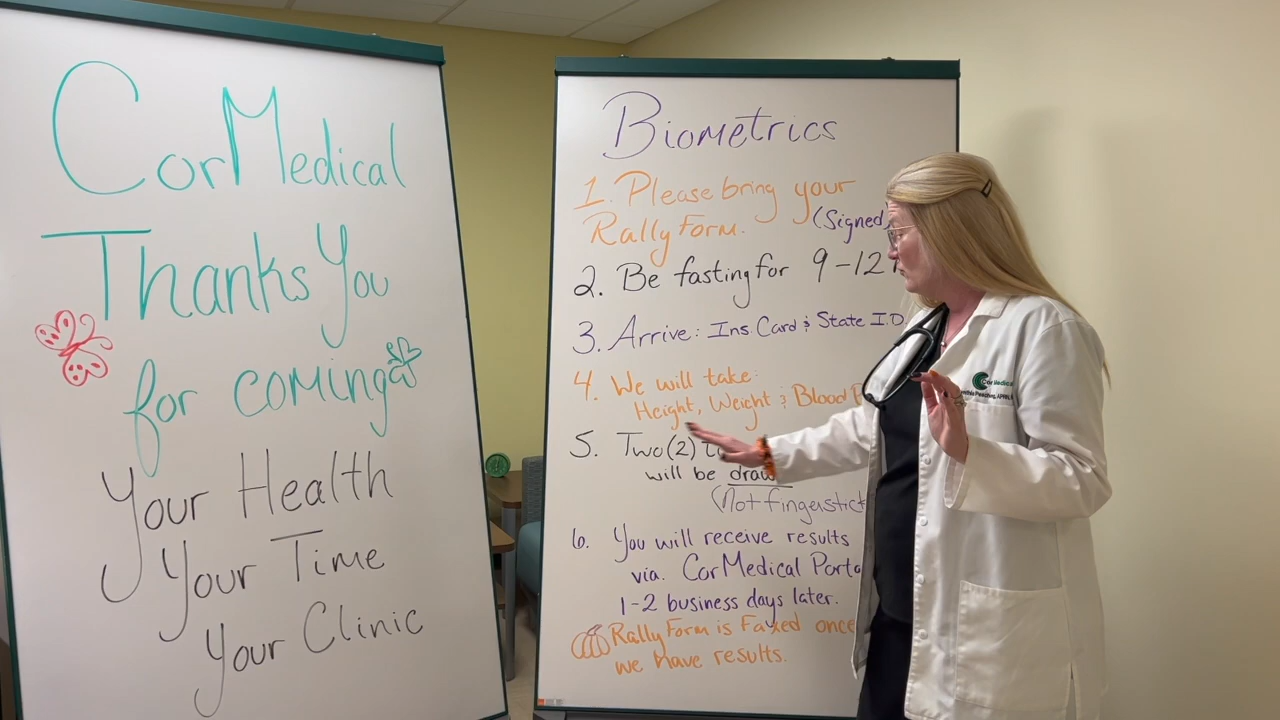 CorMedical
Thanks You
for coming
Your Health
Your Time
Your Clinic
Biometrics
1. Please bring your
Rally Form. (Signed
2. Be fasting for 9-12
3. Arrive: Ins. Card & State I.D
4. We will take:
Height, Weight & Blood
5. Two (2)
will be draw
(Not fingerstick
6. You will receive results
via. CorMedical Porta
1-2 business days later.
Rally Form is Faxed once
we have results.
CorMedical
APRN